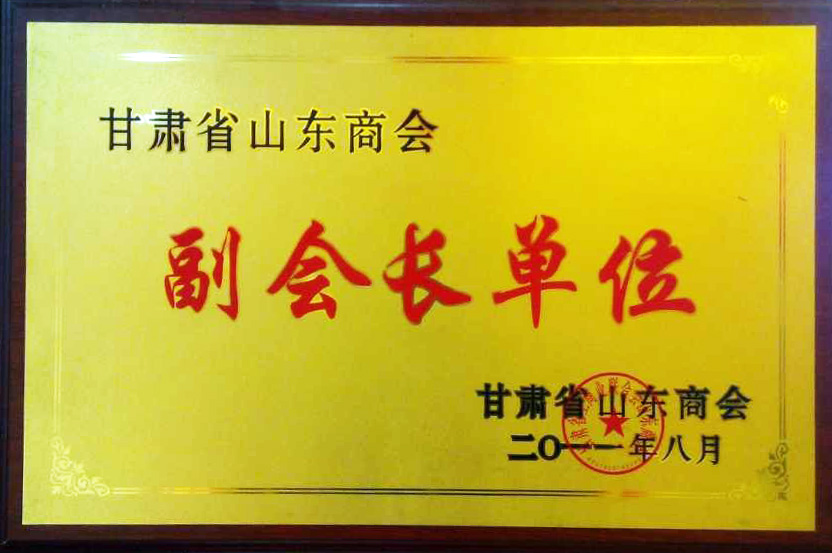 甘肃省山东商会
副会长单位
甘肃省山东商会
二〇一一年八月